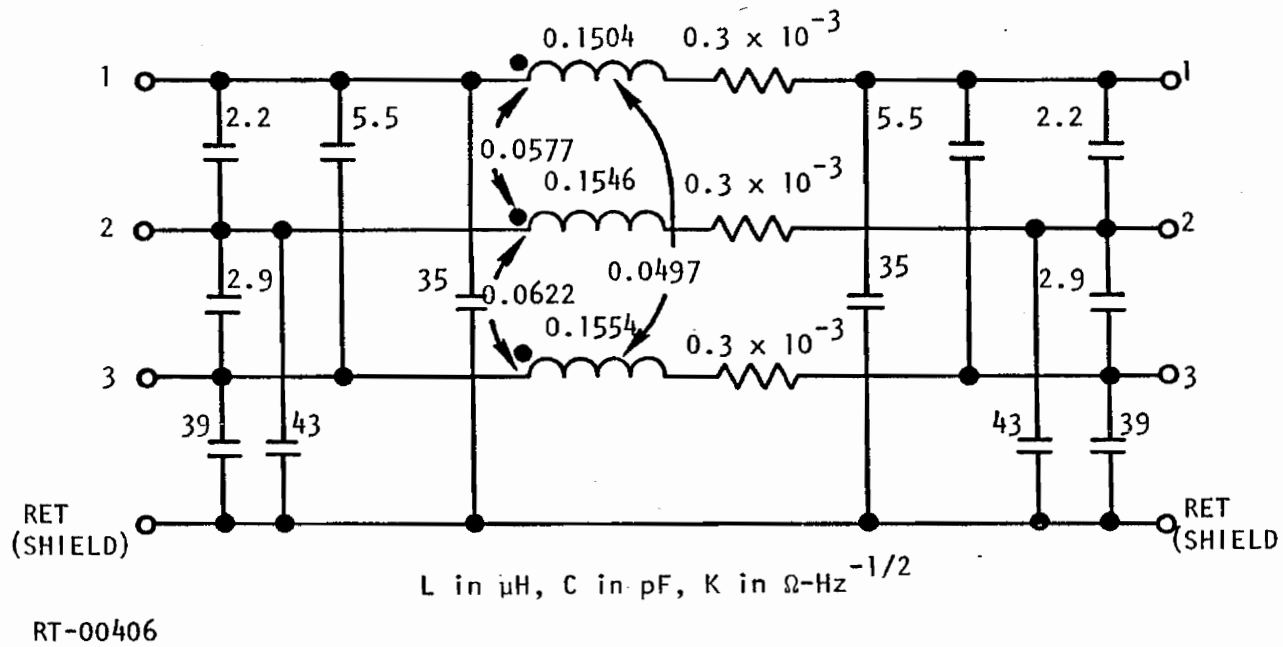 0.1504 0.3 × 10⁻³
1 1
2.2 5.5 5.5 2.2
0.0577
0.1546 0.3 × 10⁻³
2 2
2.9 35 0.0497 35 2.9
0.0622
0.1554 0.3 × 10⁻³
3 3
39 43 43 39
RET (SHIELD) RET (SHIELD
L in µH, C in pF, K in Ω-Hz⁻¹/²
RT-00406